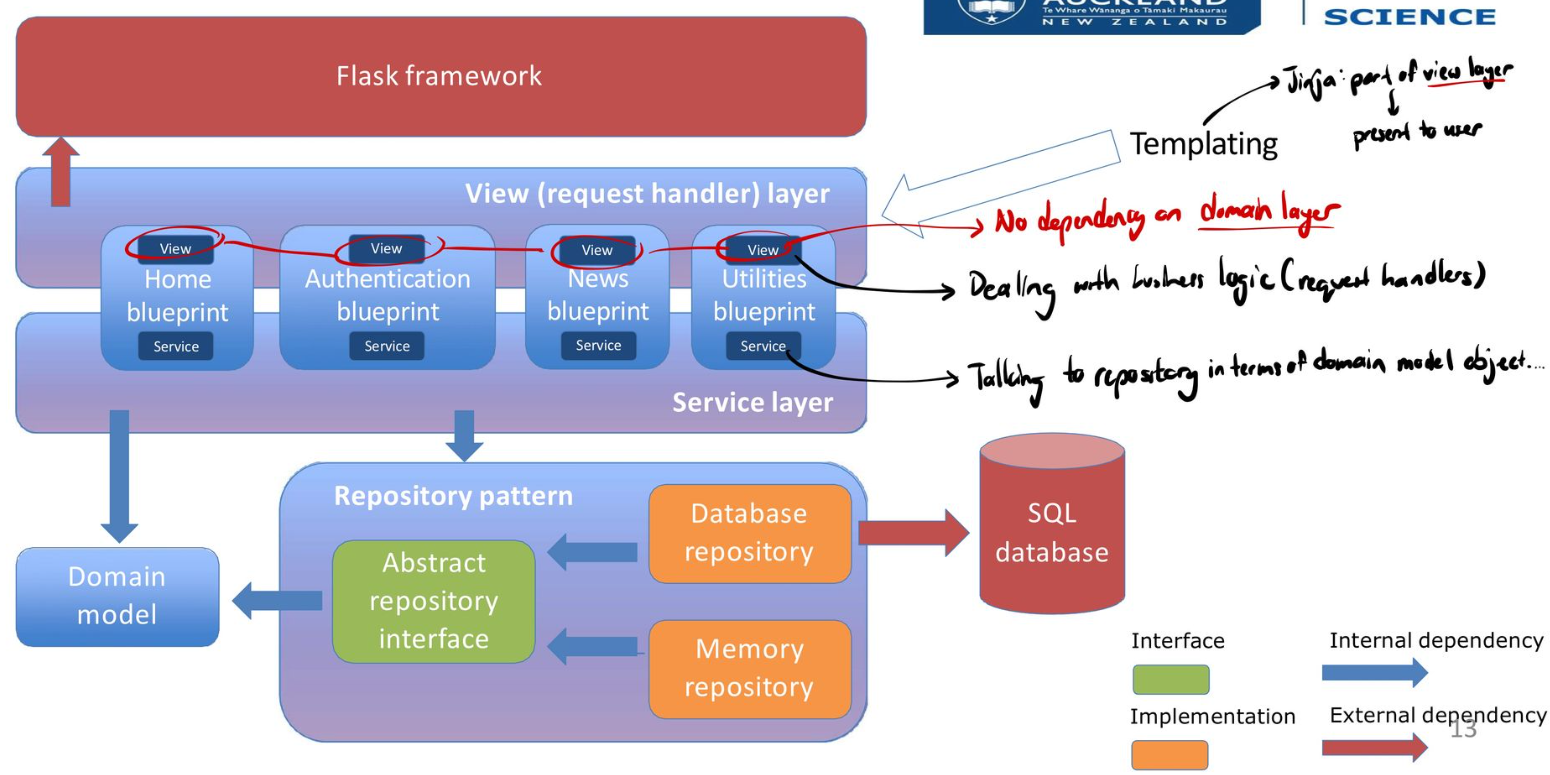 AUCKLAND
Te Whare Wānanga o Tāmaki Makaurau
NEW ZEALAND
SCIENCE
Flask framework
Jinja: part of view layer
present to user
Templating
View (request handler) layer
No dependency on domain layer
View
View
View
View
Home
blueprint
Authentication
blueprint
News
blueprint
Utilities
blueprint
Dealing with business logic (request handlers)
Service
Service
Service
Service
Talking to repository in terms of domain model object....
Service layer
Repository pattern
Database
repository
SQL
database
Abstract
repository
interface
Domain
model
Memory
repository
Interface
Internal dependency
Implementation
External dependency
13